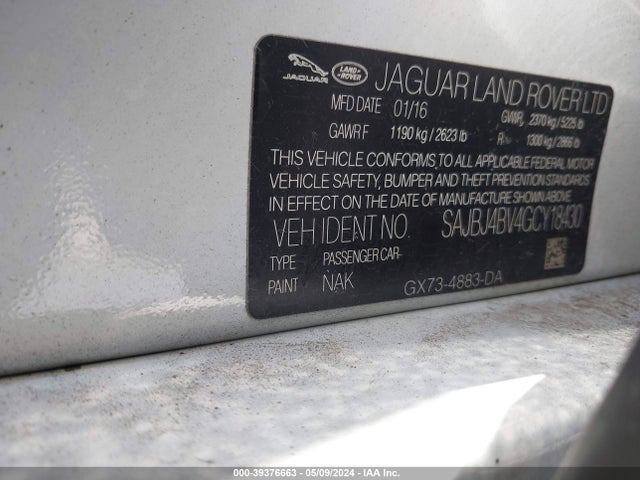 JAGUAR LAND ROVER JAGUAR LAND ROVER LTD
MFD DATE 01/16 GVWR 2370 kg / 5225 lb
GAWR F 1190 kg / 2623 lb R 1300 kg / 2866 lb
THIS VEHICLE CONFORMS TO ALL APPLICABLE FEDERAL MOTOR
VEHICLE SAFETY, BUMPER AND THEFT PREVENTION STANDARDS
IN EFFECT ON THE DATE OF MANUFACTURE SHOWN ABOVE.
VEH IDENT NO. SAJBJ4BV4GCY18430
TYPE PASSENGER CAR
PAINT NAK GX73-4883-DA
000-39376663 - 05/09/2024 - IAA Inc.